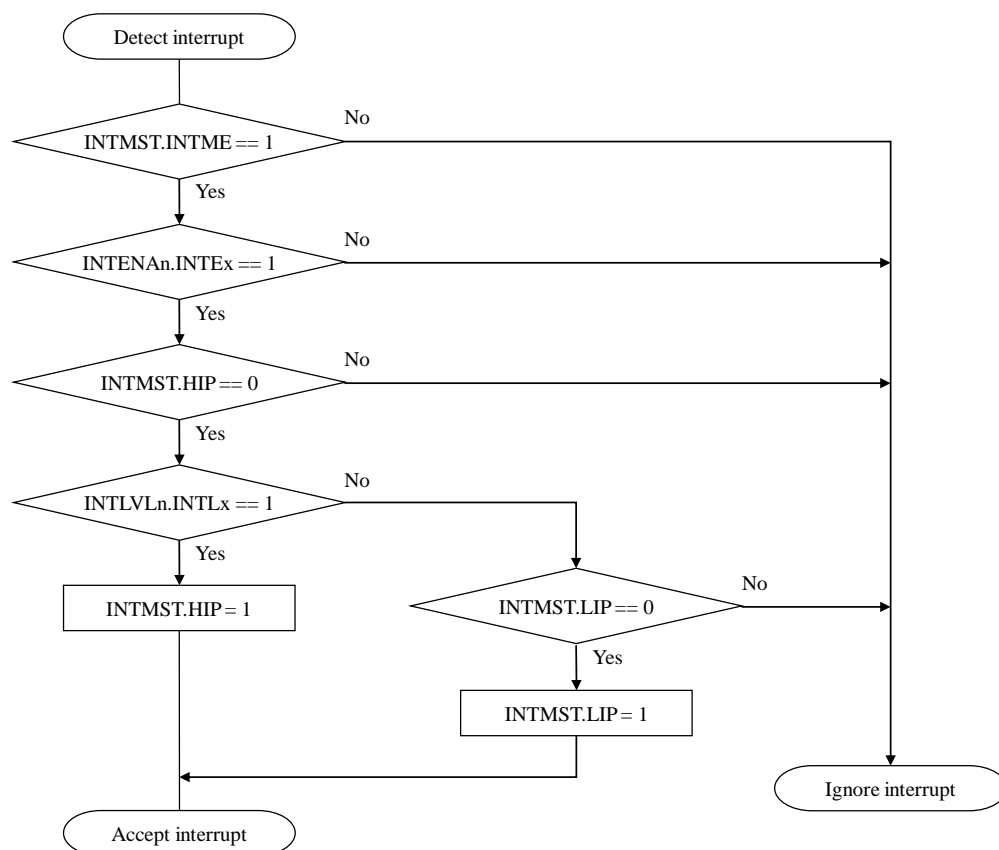 Detect interrupt
No
INTMST.INTME == 1
Yes
No
INTENAn.INTEx == 1
Yes
No
INTMST.HIP == 0
Yes
No
INTLVLn.INTLx == 1
Yes
No
INTMST.HIP = 1
INTMST.LIP == 0
Yes
INTMST.LIP = 1
Ignore interrupt
Accept interrupt